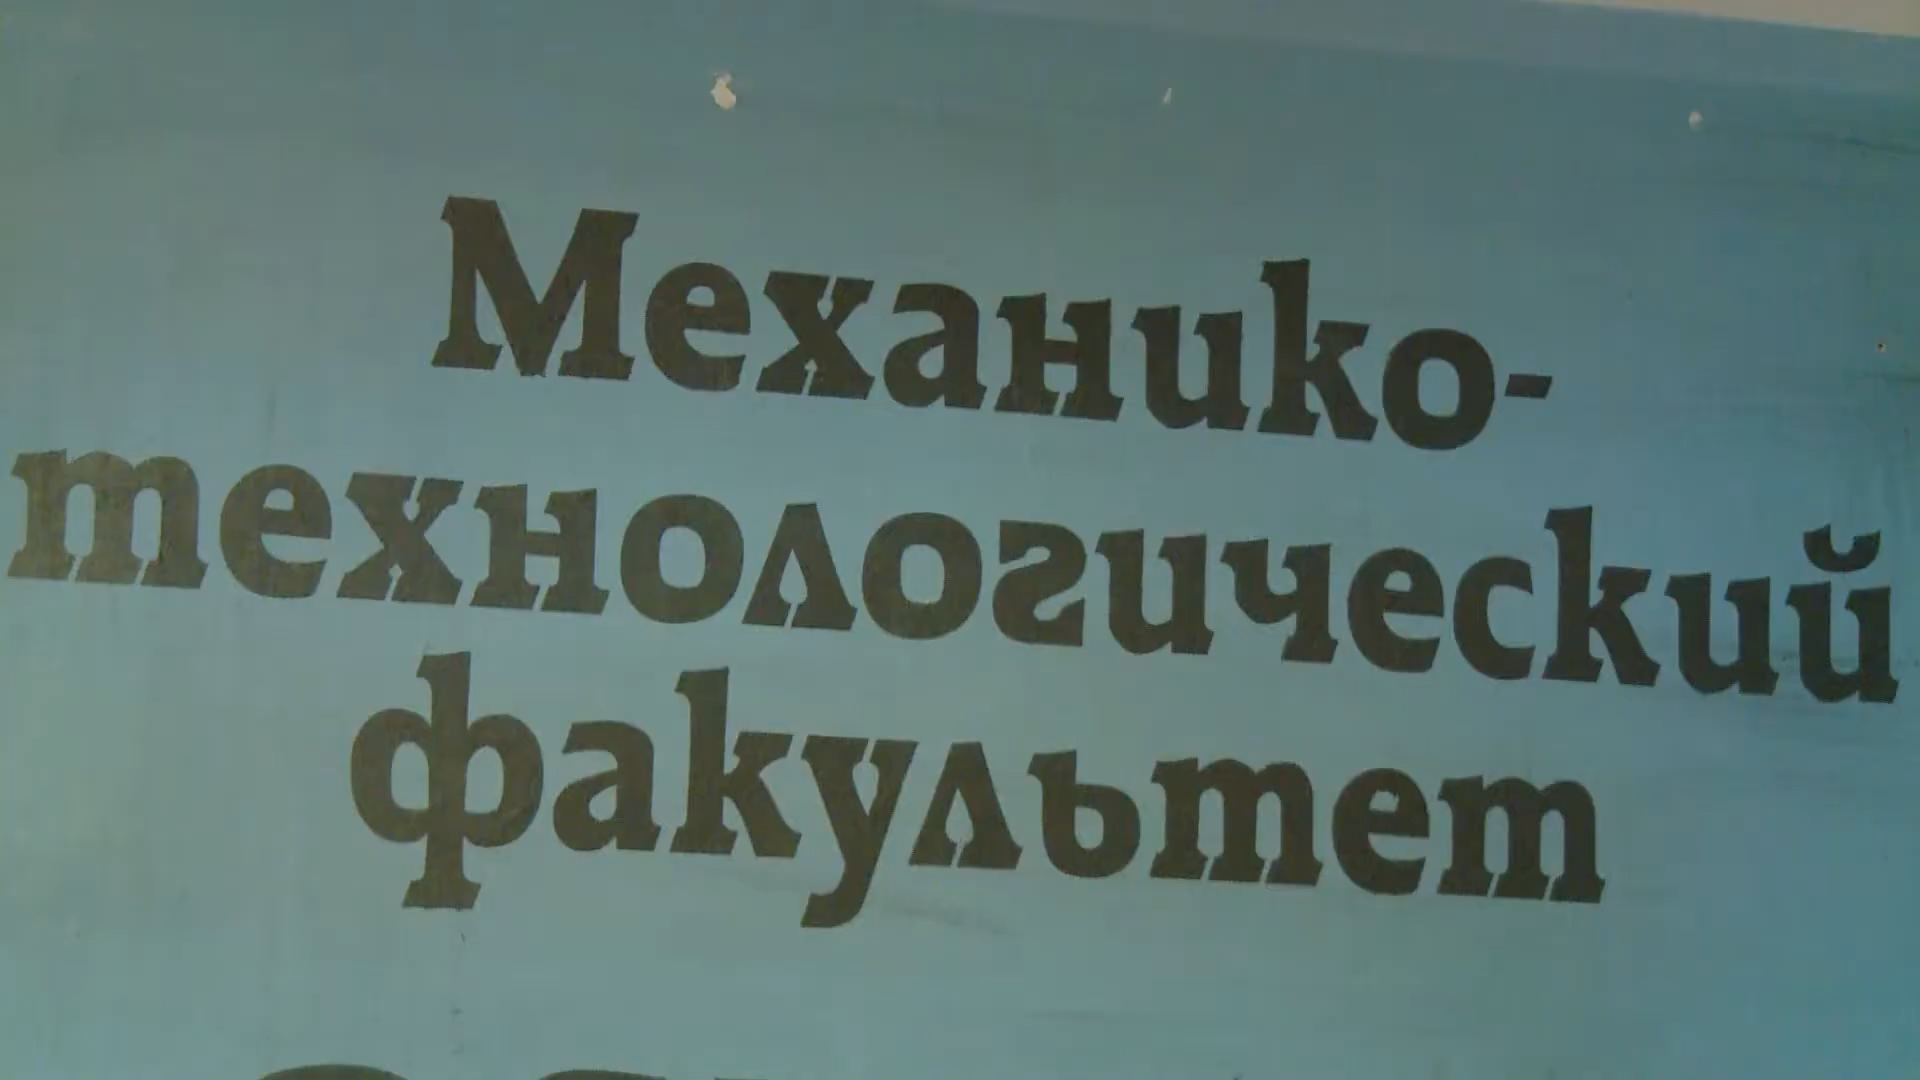 Механико-
технологический
факультет